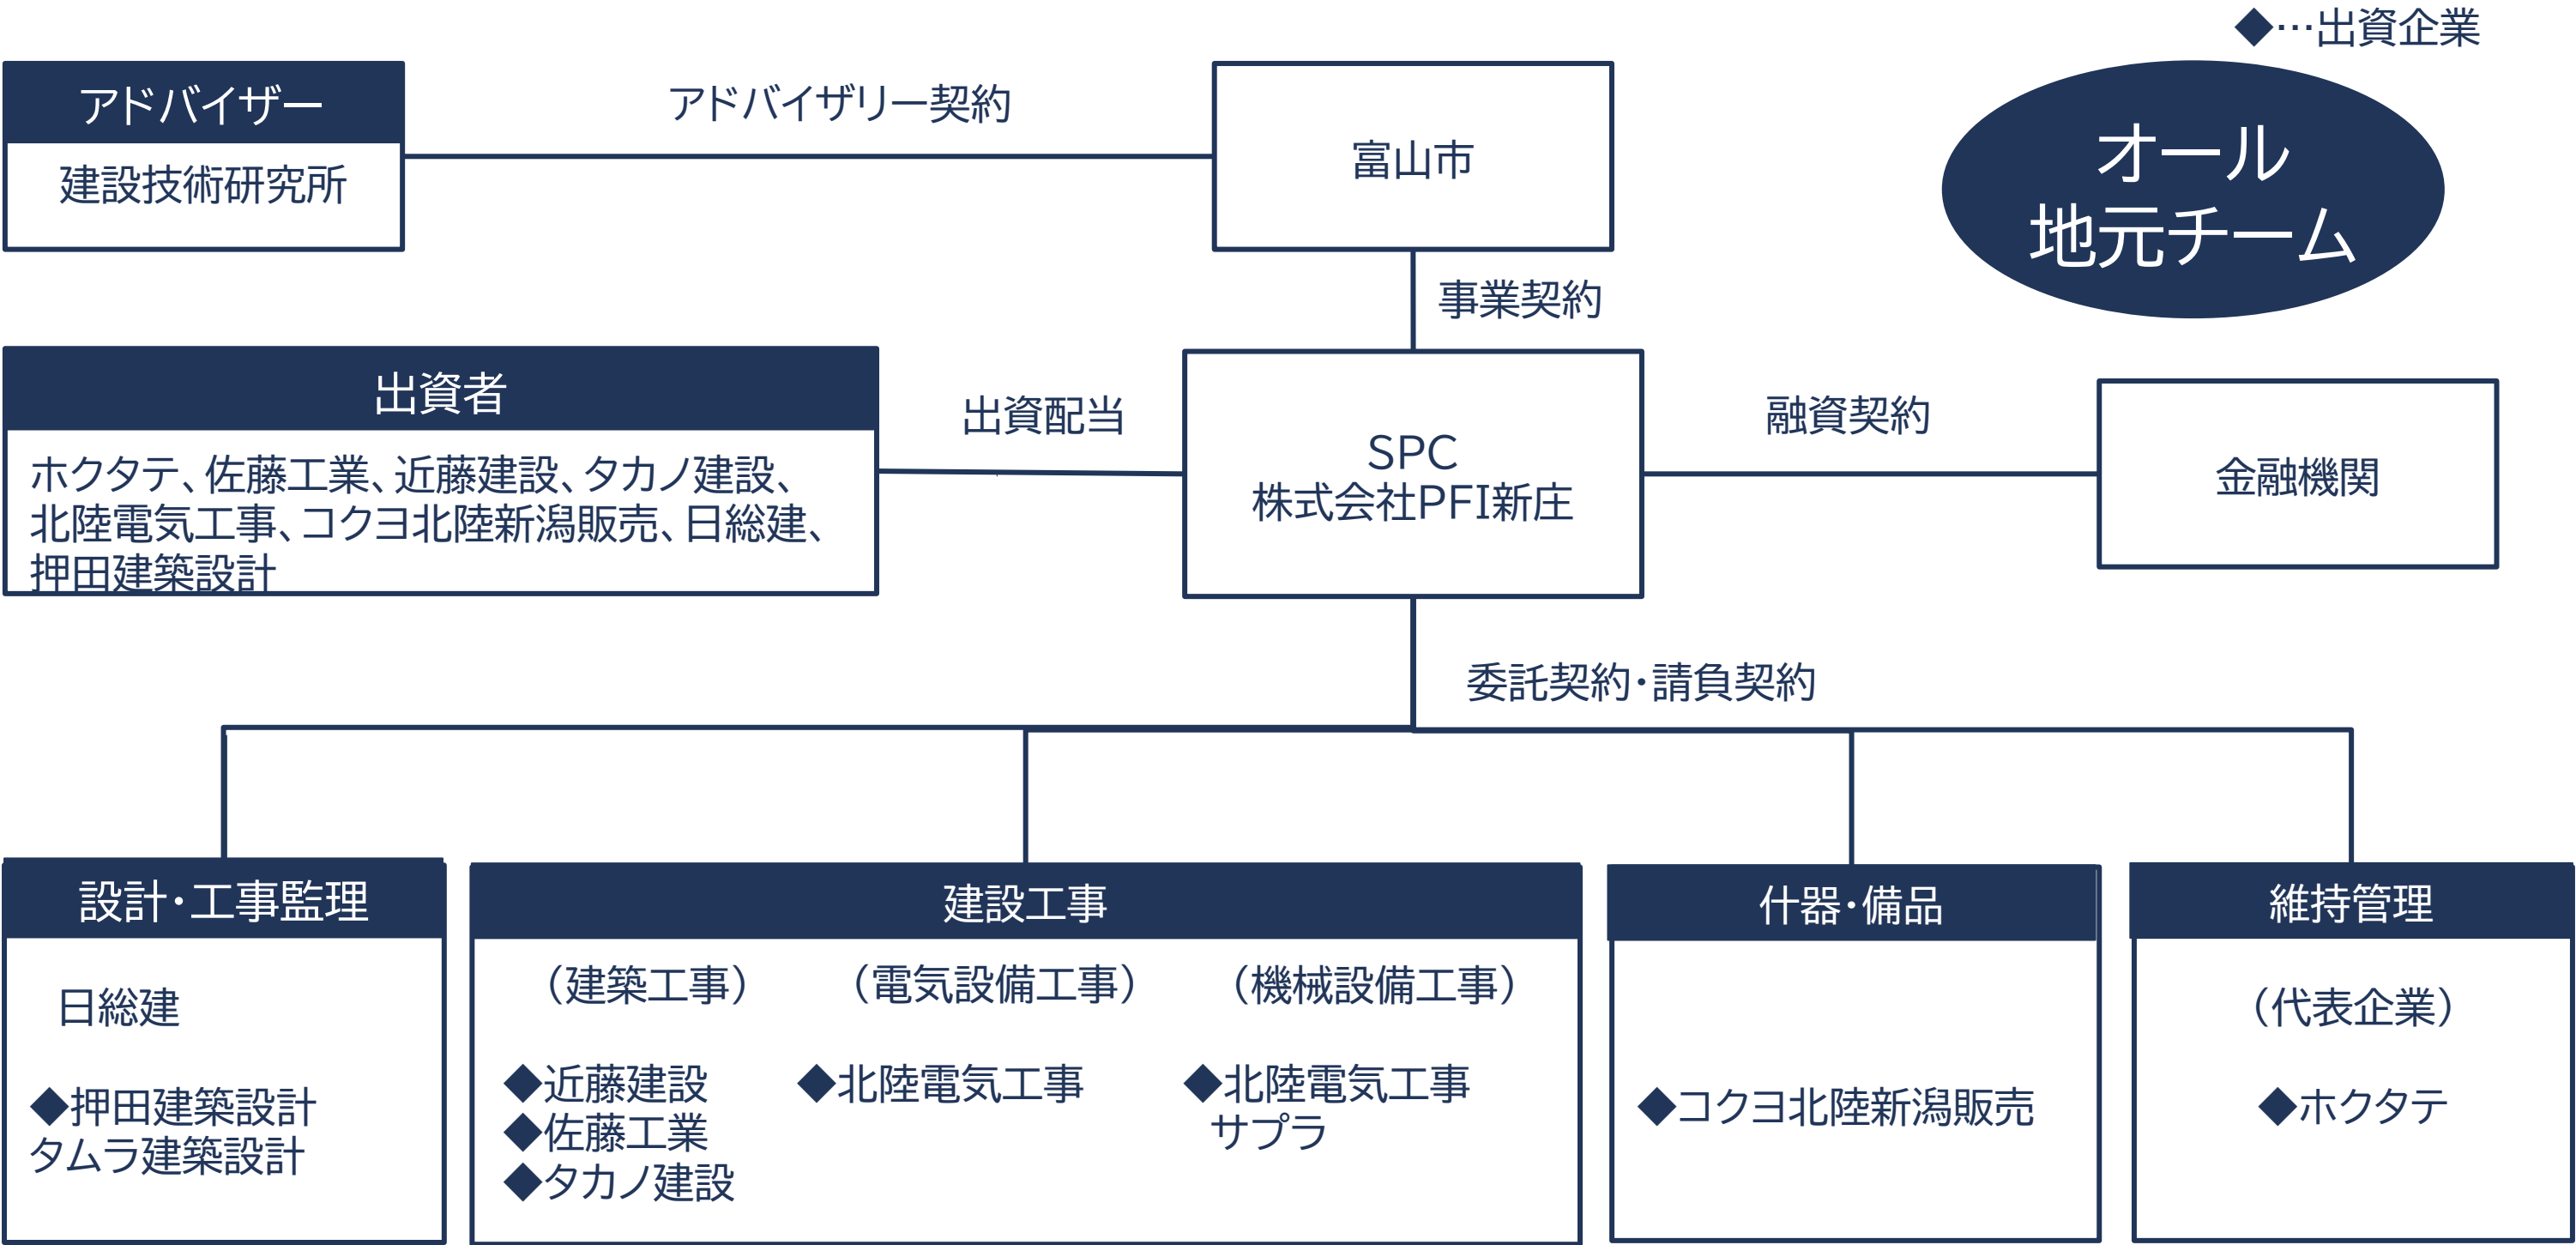 ◆…出資企業
アドバイザー
建設技術研究所
アドバイザリー契約
富山市
オール
地元チーム
事業契約
出資者
ホクタテ、佐藤工業、近藤建設、タカノ建設、
北陸電気工事、コクヨ北陸新潟販売、日総建、
押田建築設計
出資配当
SPC
株式会社PFI新庄
融資契約
金融機関
委託契約・請負契約
設計・工事監理
日総建
◆押田建築設計
タムラ建築設計
建設工事
（建築工事）
◆近藤建設
◆佐藤工業
◆タカノ建設
（電気設備工事）
◆北陸電気工事
（機械設備工事）
◆北陸電気工事
サプラ
什器・備品
◆コクヨ北陸新潟販売
維持管理
（代表企業）
◆ホクタテ